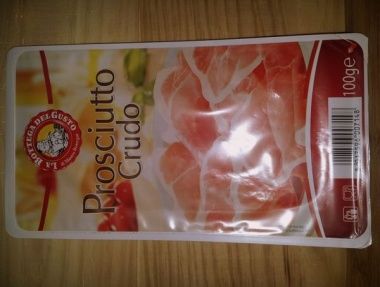 LA BOTTEGA DEL GUSTO
Prosciutto
Crudo
100g e